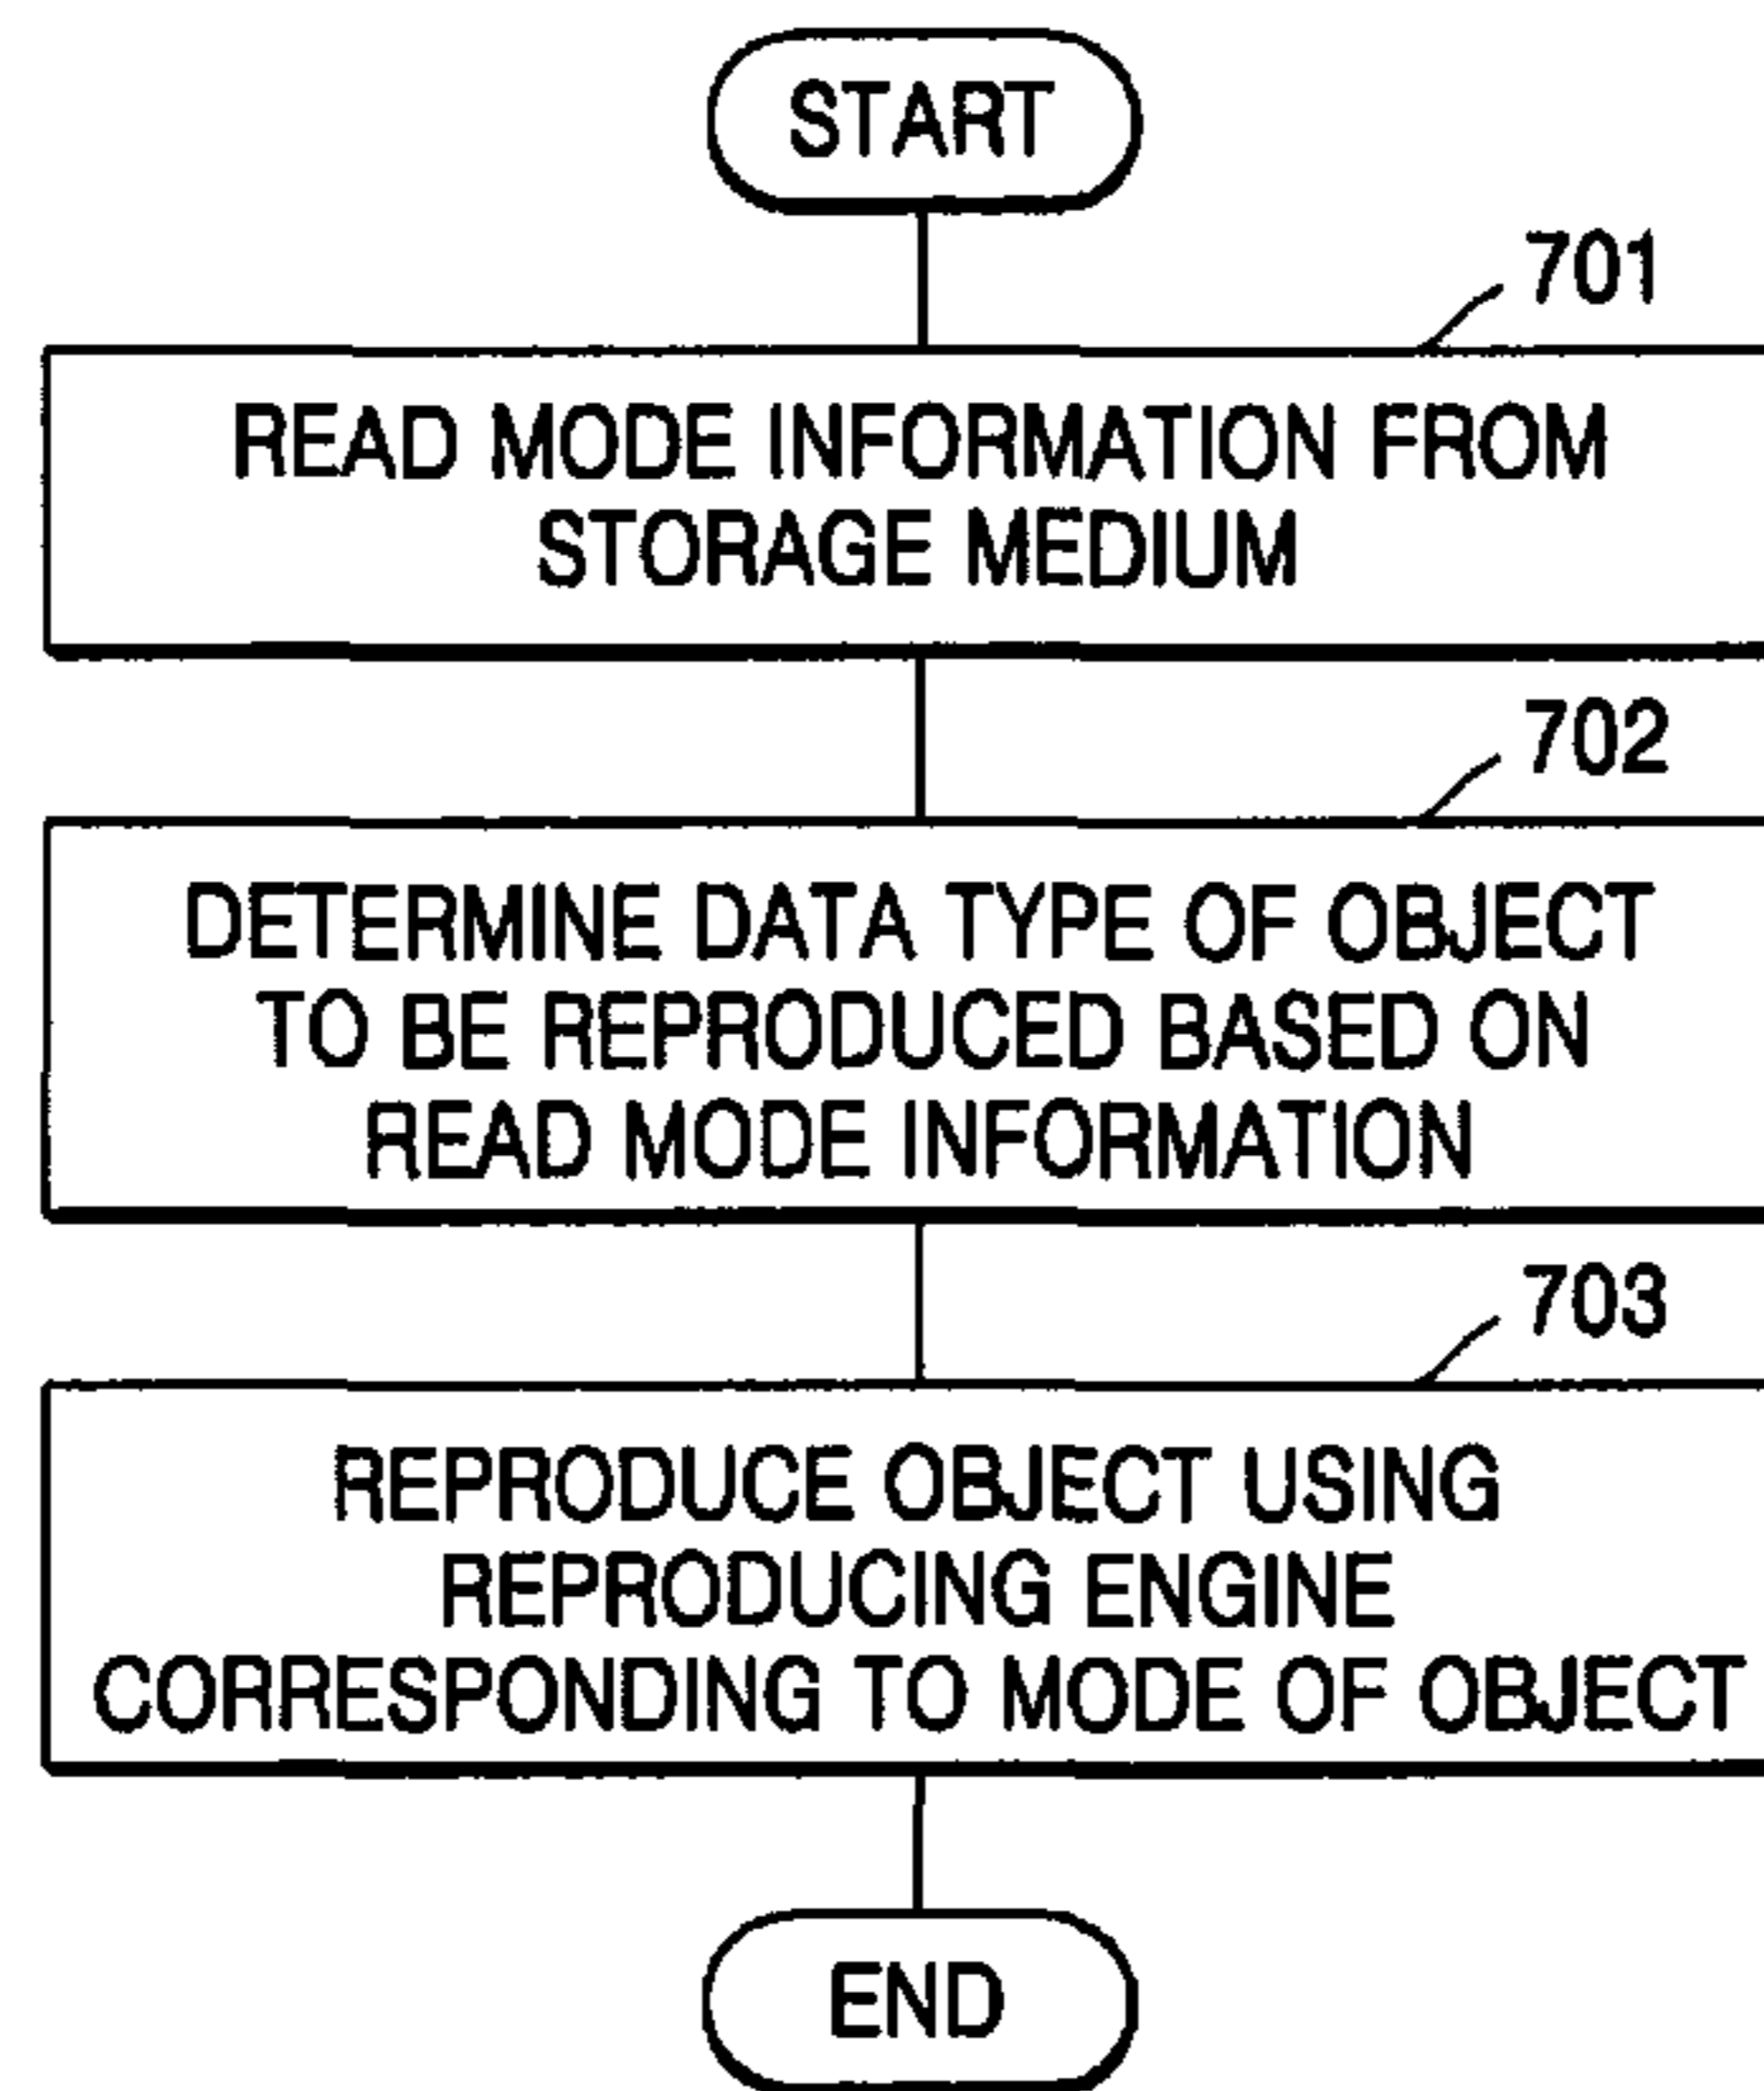 START
701
READ MODE INFORMATION FROM
STORAGE MEDIUM
702
DETERMINE DATA TYPE OF OBJECT
TO BE REPRODUCED BASED ON
READ MODE INFORMATION
703
REPRODUCE OBJECT USING
REPRODUCING ENGINE
CORRESPONDING TO MODE OF OBJECT
END